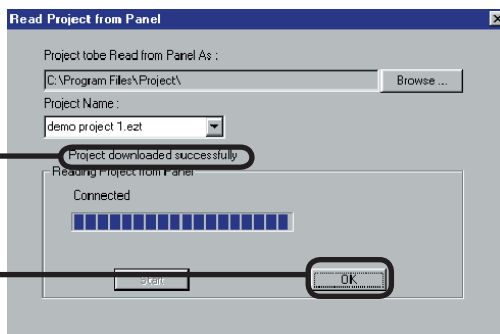 Read Project from Panel
Project tobe Read from Panel As :
C:\Program Files\Project\
Browse ...
Project Name :
demo project 1.ezt
Project downloaded successfully
Reading Project from Panel
Connected
Start
OK